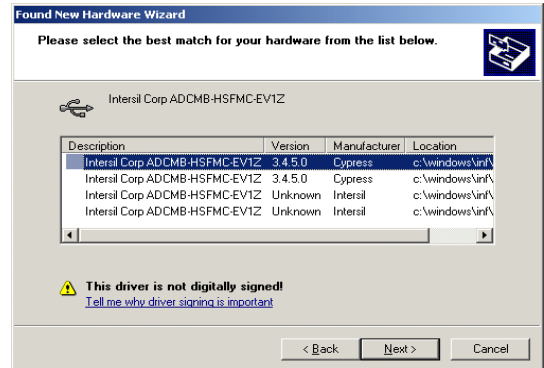 Found New Hardware Wizard
Please select the best match for your hardware from the list below.
Intersil Corp ADCMB-HSFMC-EV1Z
Description Version Manufacturer Location
Intersil Corp ADCMB-HSFMC-EV1Z 3.4.5.0 Cypress c:\windows\inf\
Intersil Corp ADCMB-HSFMC-EV1Z 3.4.5.0 Cypress c:\windows\inf\
Intersil Corp ADCMB-HSFMC-EV1Z Unknown Intersil c:\windows\inf\
Intersil Corp ADCMB-HSFMC-EV1Z Unknown Intersil c:\windows\inf\
This driver is not digitally signed!
Tell me why driver signing is important
< Back Next > Cancel